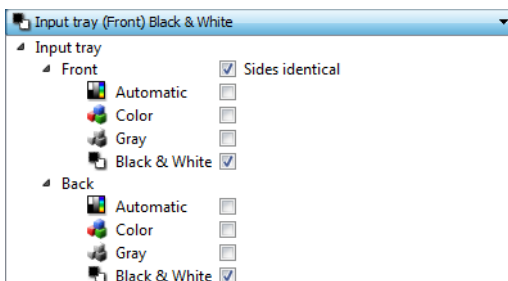 Input tray (Front) Black & White
Input tray
Front Sides identical
Automatic
Color
Gray
Black & White
Back
Automatic
Color
Gray
Black & White